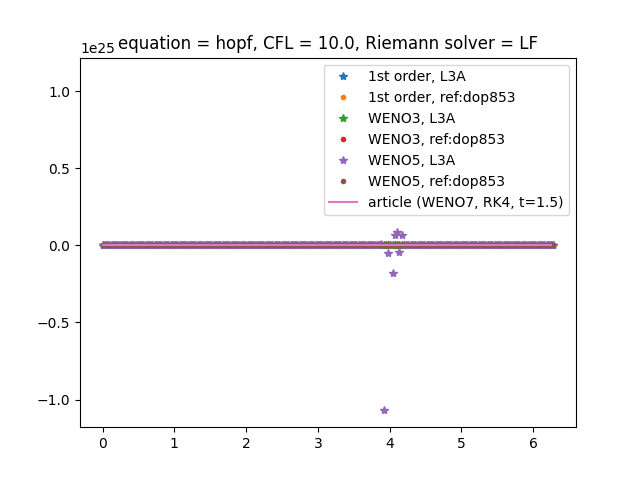 equation = hopf, CFL = 10.0, Riemann solver = LF
1e25
1st order, L3A
1st order, ref:dop853
WENO3, L3A
WENO3, ref:dop853
WENO5, L3A
WENO5, ref:dop853
article (WENO7, RK4, t=1.5)
1.0
0.5
0.0
−0.5
−1.0
0 1 2 3 4 5 6